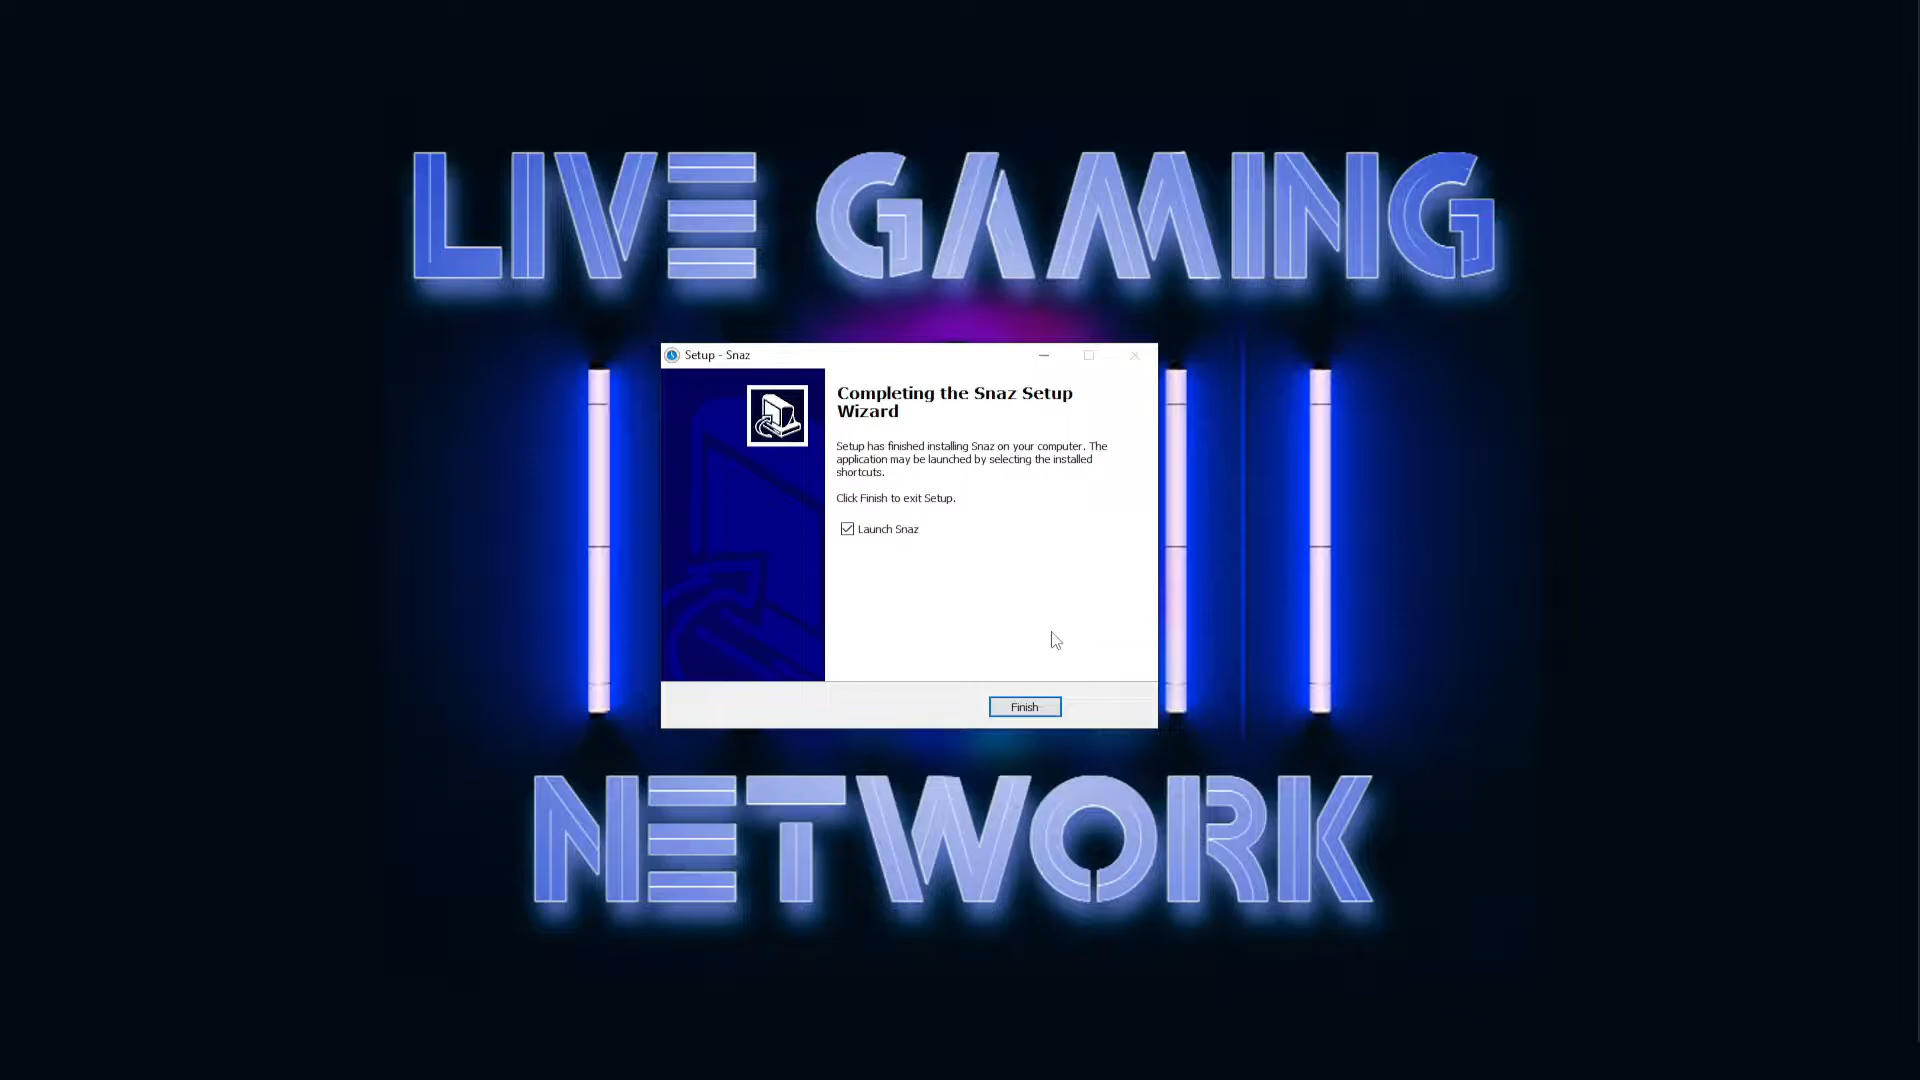 LIVE GAMING
Setup - Snaz
Completing the Snaz Setup
Wizard
Setup has finished installing Snaz on your computer. The
application may be launched by selecting the installed
shortcuts.
Click Finish to exit Setup.
Launch Snaz
Finish
NETWORK